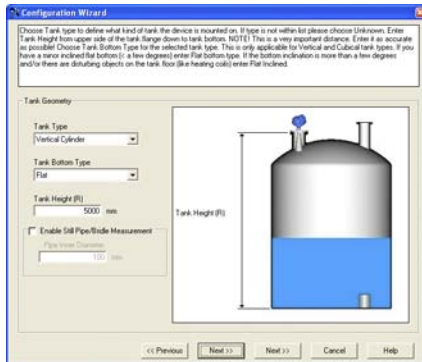 Configuration Wizard
Choose Tank type to define what kind of tank the device is mounted on. If type is not within list please choose Unknown. Enter
Tank Height from upper side of the tank flange down to tank bottom. NOTE! This is a very important distance. Enter it as accurate
as possible! Choose Tank Bottom Type for the selected tank type. This is only applicable for Vertical and Cubical tank types. If you
have a minor inclined flat bottom (< a few degrees) enter Flat bottom type. If the bottom inclination is more than a few degrees
and/or there are disturbing objects on the tank floor (like heating coils) enter Flat Inclined.
Tank Geometry
Tank Type
Vertical Cylinder
Tank Bottom Type
Flat
Tank Height (R)
5000 mm
Tank Height (R)
Enable Still Pipe/Bridle Measurement
Pipe Inner Diameter
100 mm
<< Previous
Next >>
Next >>
Cancel
Help